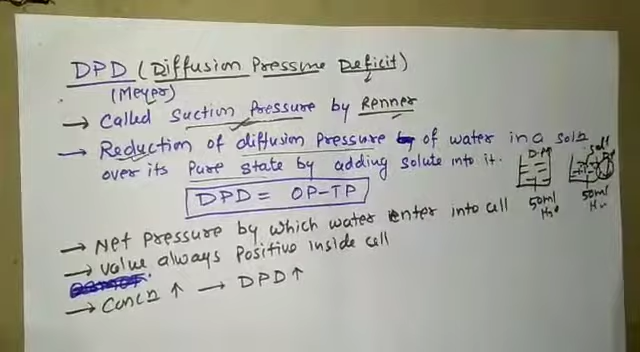 DPD (Diffusion Pressure Deficit)
(Meyer)
→ Called Suction Pressure by Renner
→ Reduction of diffusion Pressure of water in a soln
over its Pure state by adding solute into it.
DPD = OP-TP
50ml
H₂O
50ml
→ Net Pressure by which water enter into cell
→ value always Positive inside cell
→ Concn ↑ → DPD ↑